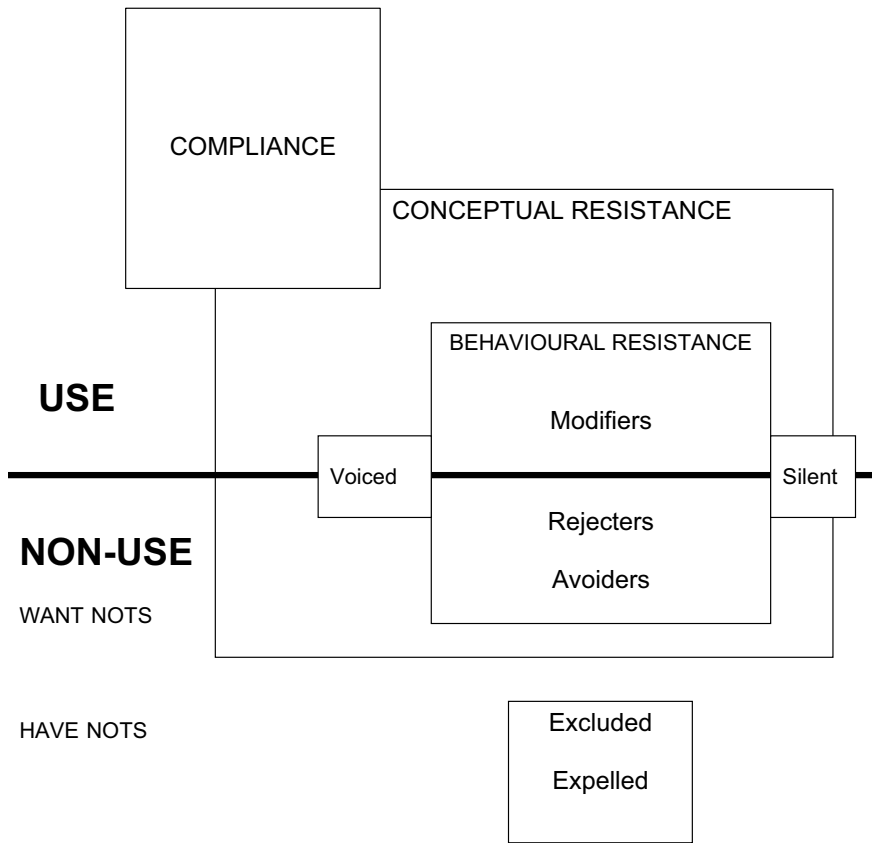 COMPLIANCE
CONCEPTUAL RESISTANCE
BEHAVIOURAL RESISTANCE
USE
Modifiers
Voiced
Silent
Rejecters
NON-USE
Avoiders
WANT NOTS
HAVE NOTS
Excluded
Expelled